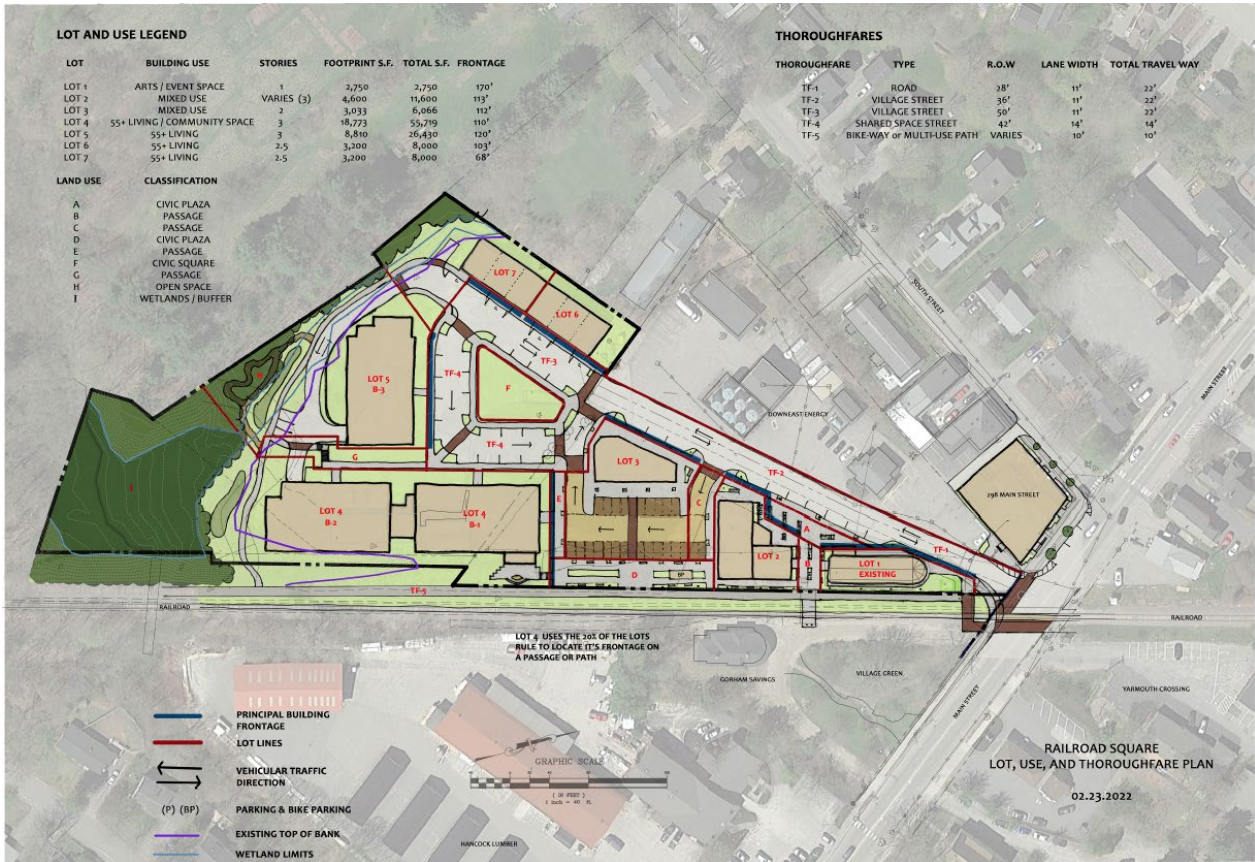 LOT AND USE LEGEND
LOT BUILDING USE STORIES FOOTPRINT S.F. TOTAL S.F. FRONTAGE
LOT 1 ARTS / EVENT SPACE 1 2,750 2,750 170'
LOT 2 MIXED USE VARIES (3) 4,600 11,600 113'
LOT 3 MIXED USE 2 3,033 6,066 112'
LOT 4 55+ LIVING / COMMUNITY SPACE 3 18,773 55,719 110'
LOT 5 55+ LIVING 3 8,810 26,430 120'
LOT 6 55+ LIVING 2.5 3,200 8,000 103'
LOT 7 55+ LIVING 2.5 3,200 8,000 68'
LAND USE CLASSIFICATION
A CIVIC PLAZA
B PASSAGE
C PASSAGE
D CIVIC PLAZA
E PASSAGE
F CIVIC SQUARE
G PASSAGE
H OPEN SPACE
I WETLANDS / BUFFER
THOROUGHFARES
THOROUGHFARE TYPE R.O.W LANE WIDTH TOTAL TRAVEL WAY
TF-1 ROAD 28' 11' 22'
TF-2 VILLAGE STREET 36' 11' 22'
TF-3 VILLAGE STREET 50' 11' 22'
TF-4 SHARED SPACE STREET 42' 14' 14'
TF-5 BIKE-WAY or MULTI-USE PATH VARIES 10' 10'
LOT 7
LOT 6
SOUTH STREET
MAIN STREET
TF-3
TF-4
LOT 5
B-3
F
DOWNEAST ENERGY
TF-4
G
LOT 3
TF-2
298 MAIN STREET
I
LOT 4
B-2
LOT 4
B-1
E
C
A
LOT 2
B
TF-1
LOT 1
EXISTING
D
BP
TF-5
RAILROAD
RAILROAD
LOT 4 USES THE 20% OF THE LOTS
RULE TO LOCATE IT'S FRONTAGE ON
A PASSAGE OR PATH
GORHAM SAVINGS
VILLAGE GREEN
YARMOUTH CROSSING
MAIN STREET
PRINCIPAL BUILDING
FRONTAGE
LOT LINES
VEHICULAR TRAFFIC
DIRECTION
(P) (BP) PARKING & BIKE PARKING
EXISTING TOP OF BANK
WETLAND LIMITS
GRAPHIC SCALE
( IN FEET )
1 inch = 40 ft.
HANCOCK LUMBER
RAILROAD SQUARE
LOT, USE, AND THOROUGHFARE PLAN
02.23.2022